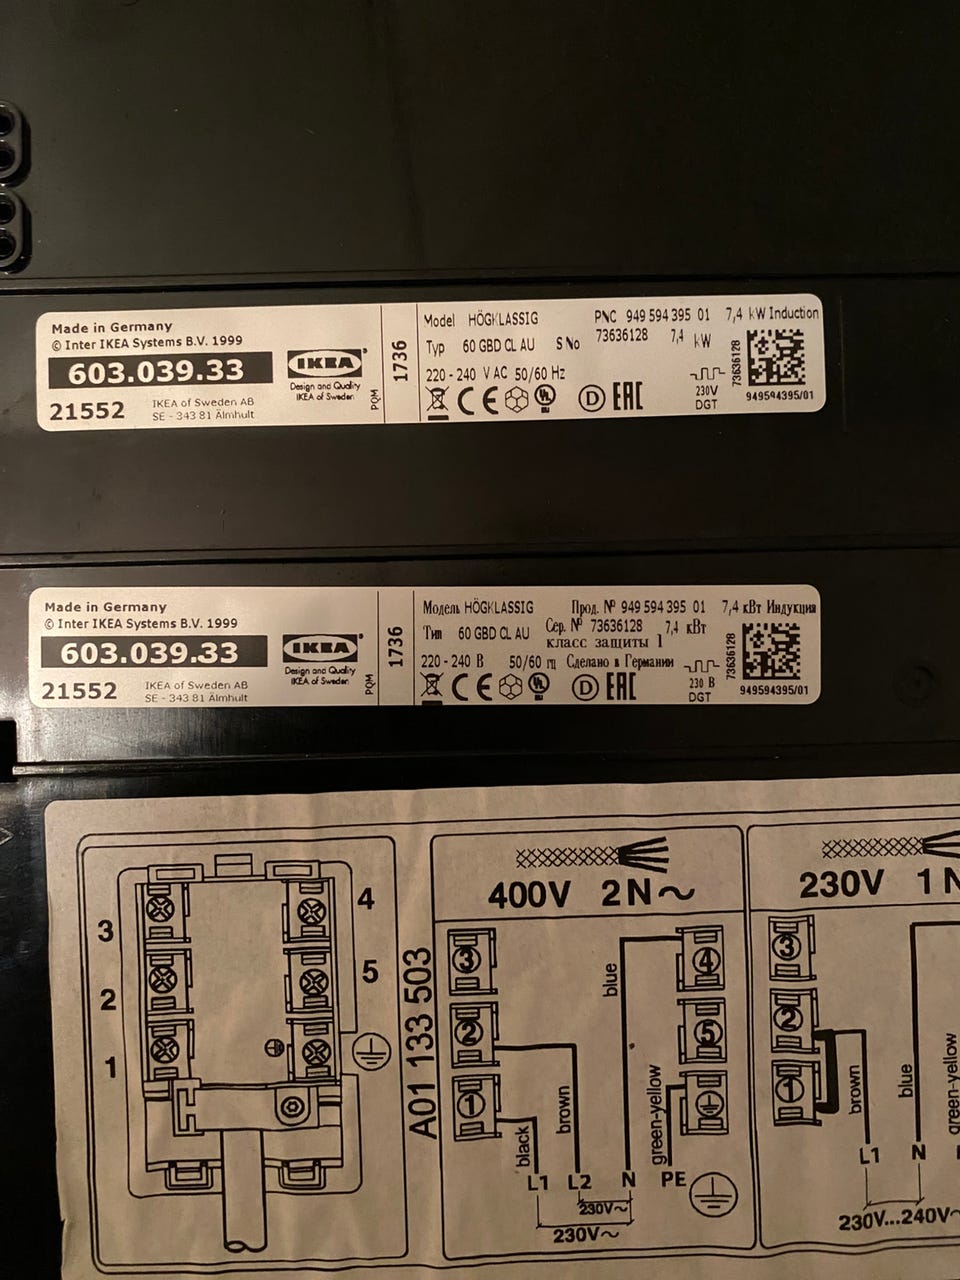 Made in Germany
© Inter IKEA Systems B.V. 1999
603.039.33
21552
IKEA of Sweden AB
SE - 343 81 Älmhult
IKEA
Design and Quality
IKEA of Sweden
PQM
1736
Model HÖGKLASSIG PNC 949 594 395 01 7,4 kW Induction
Typ 60 GBD CL AU S No 73636128 7,4 kW
220 - 240 V AC 50/60 Hz
CE
UL
D
EAC
230V
DGT
73636128
949594395/01
Made in Germany
© Inter IKEA Systems B.V. 1999
603.039.33
21552
IKEA of Sweden AB
SE - 343 81 Älmhult
IKEA
Design and Quality
IKEA of Sweden
PQM
1736
Модель HÖGKLASSIG Прод. № 949 594 395 01 7,4 кВт Индукция
Тип 60 GBD CL AU Сер. № 73636128 7,4 кВт
класс защиты 1
220 - 240 В 50/60 гц Сделано в Германии
CE
UL
D
EAC
230 В
DGT
73636128
949594395/01
3
2
1
4
5
A01 133 503
400V 2N~
3
2
1
4
5
black
brown
blue
green-yellow
L1 L2 N PE
230V~
230V~
230V 1N
3
2
1
brown
blue
green-yellow
L1 N
230V...240V~